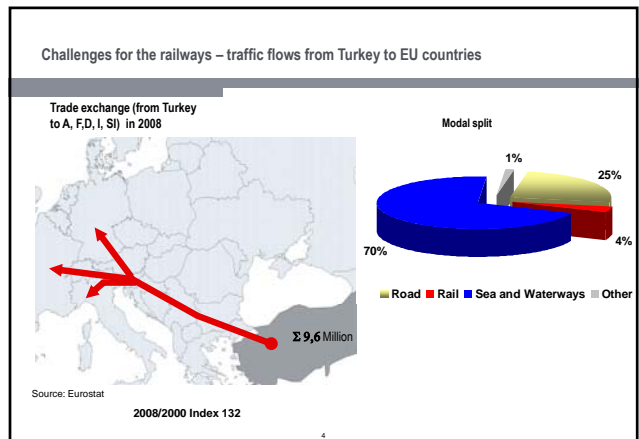 Challenges for the railways – traffic flows from Turkey to EU countries
Trade exchange (from Turkey
to A, F,D, I, SI)  in 2008
Σ 9,6 Million
Source: Eurostat
2008/2000 Index 132
Modal split
1%
25%
4%
70%
Road Rail Sea and Waterways Other
4